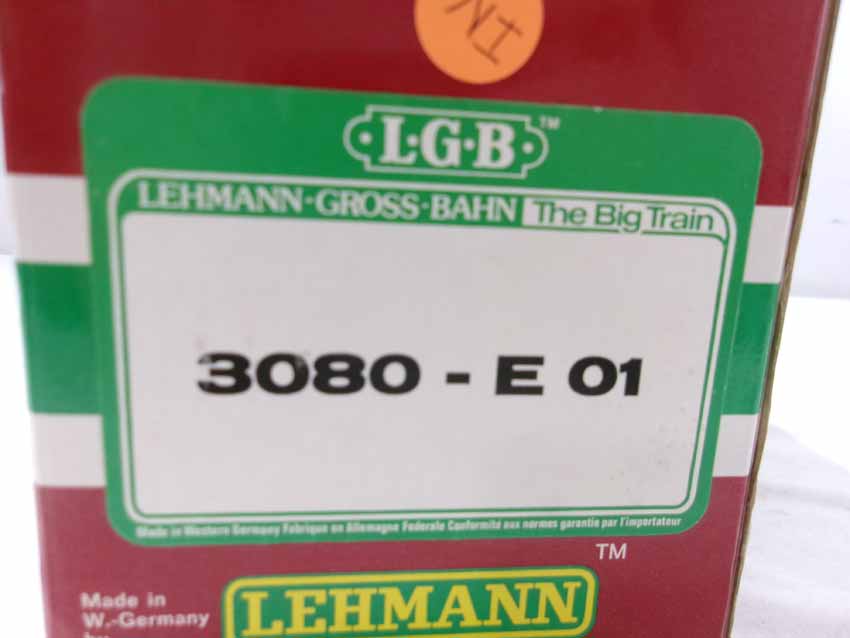 NI
L·G·B TM
LEHMANN·GROSS·BAHN The Big Train
3080 - E 01
Made in Western Germany Fabriqué en Allemagne Federale Conformité aux normes garantie par l'importateur
TM
Made in
W.-Germany
by
LEHMANN